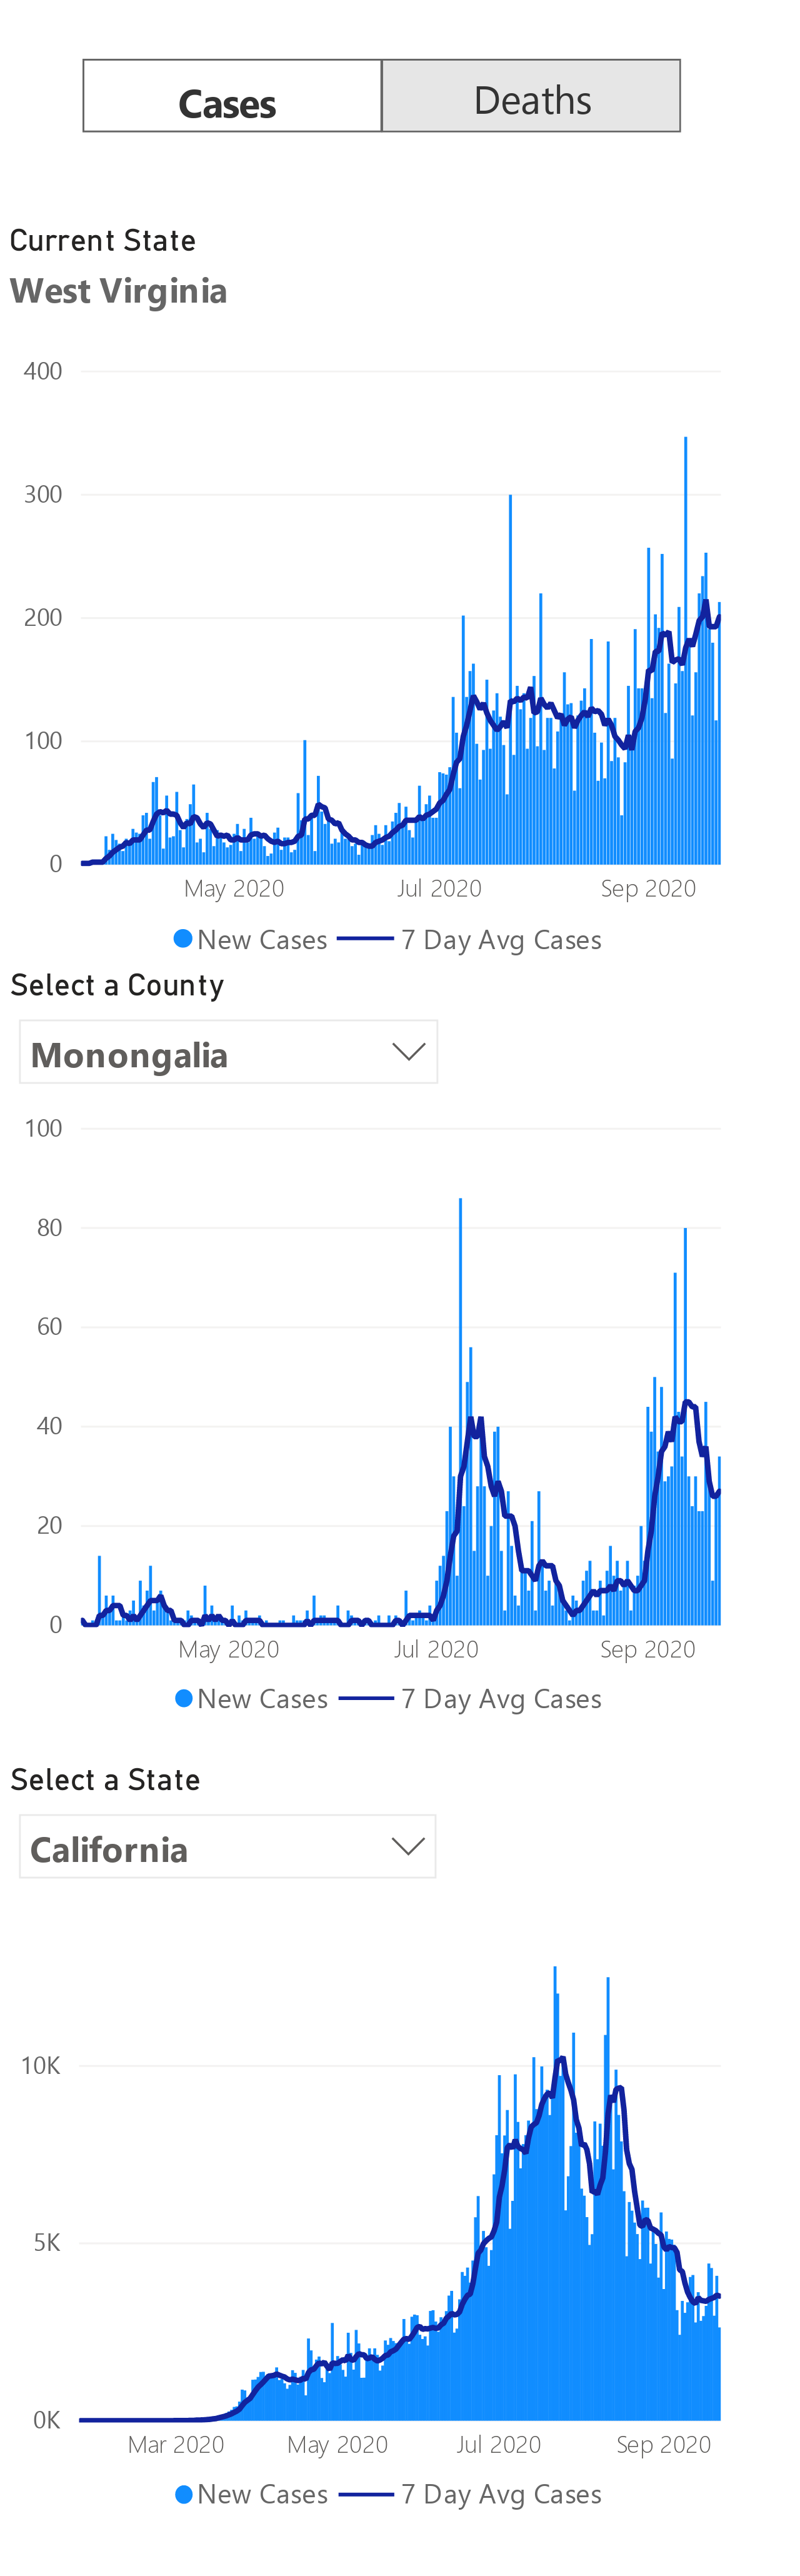 Cases Deaths
Current State
West Virginia
400
300
200
100
0
May 2020 Jul 2020 Sep 2020
New Cases 7 Day Avg Cases
Select a County
Monongalia
100
80
60
40
20
0
May 2020 Jul 2020 Sep 2020
New Cases 7 Day Avg Cases
Select a State
California
10K
5K
0K
Mar 2020 May 2020 Jul 2020 Sep 2020
New Cases 7 Day Avg Cases